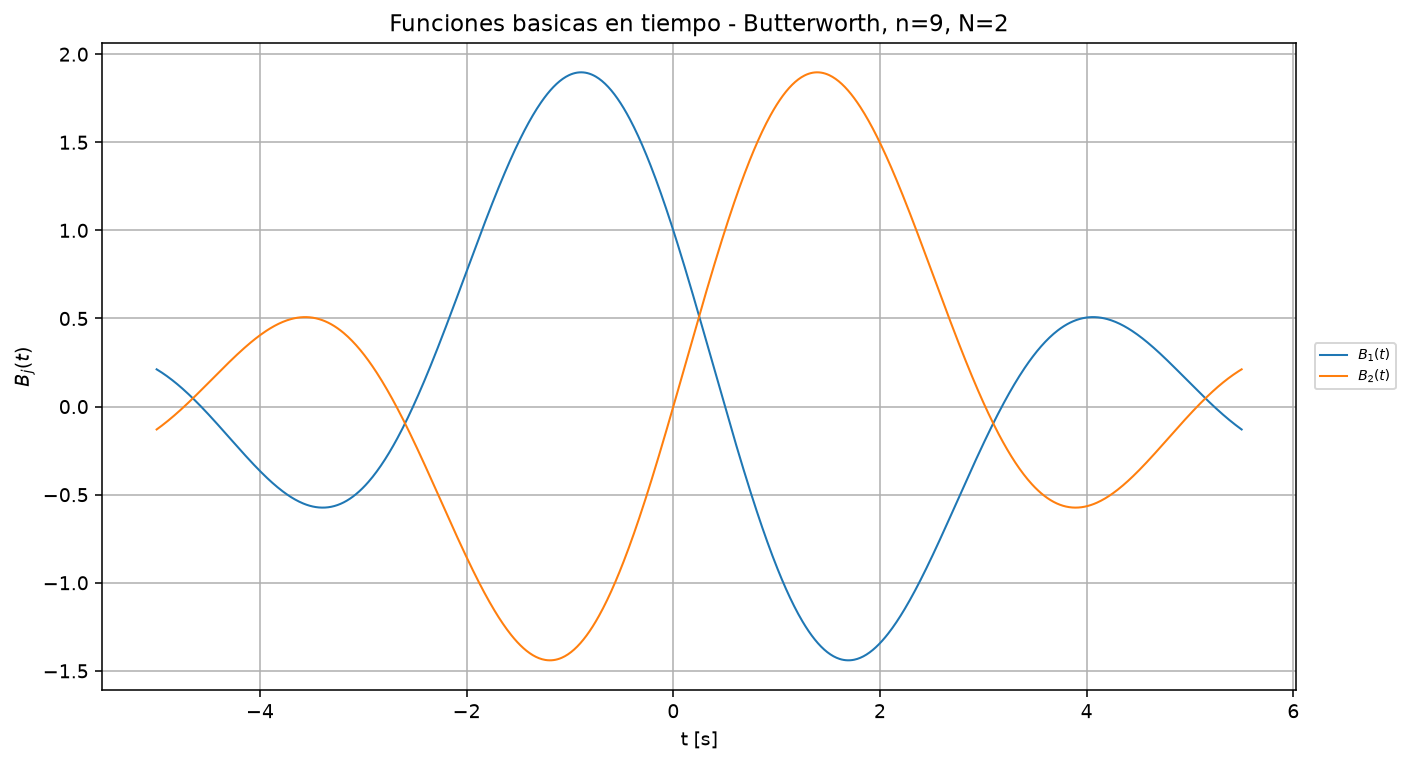 Funciones basicas en tiempo - Butterworth, n=9, N=2
2.0
1.5
1.0
0.5
0.0
−0.5
−1.0
−1.5
B_j(t)
−4
−2
0
2
4
6
t [s]
B_1(t)
B_2(t)